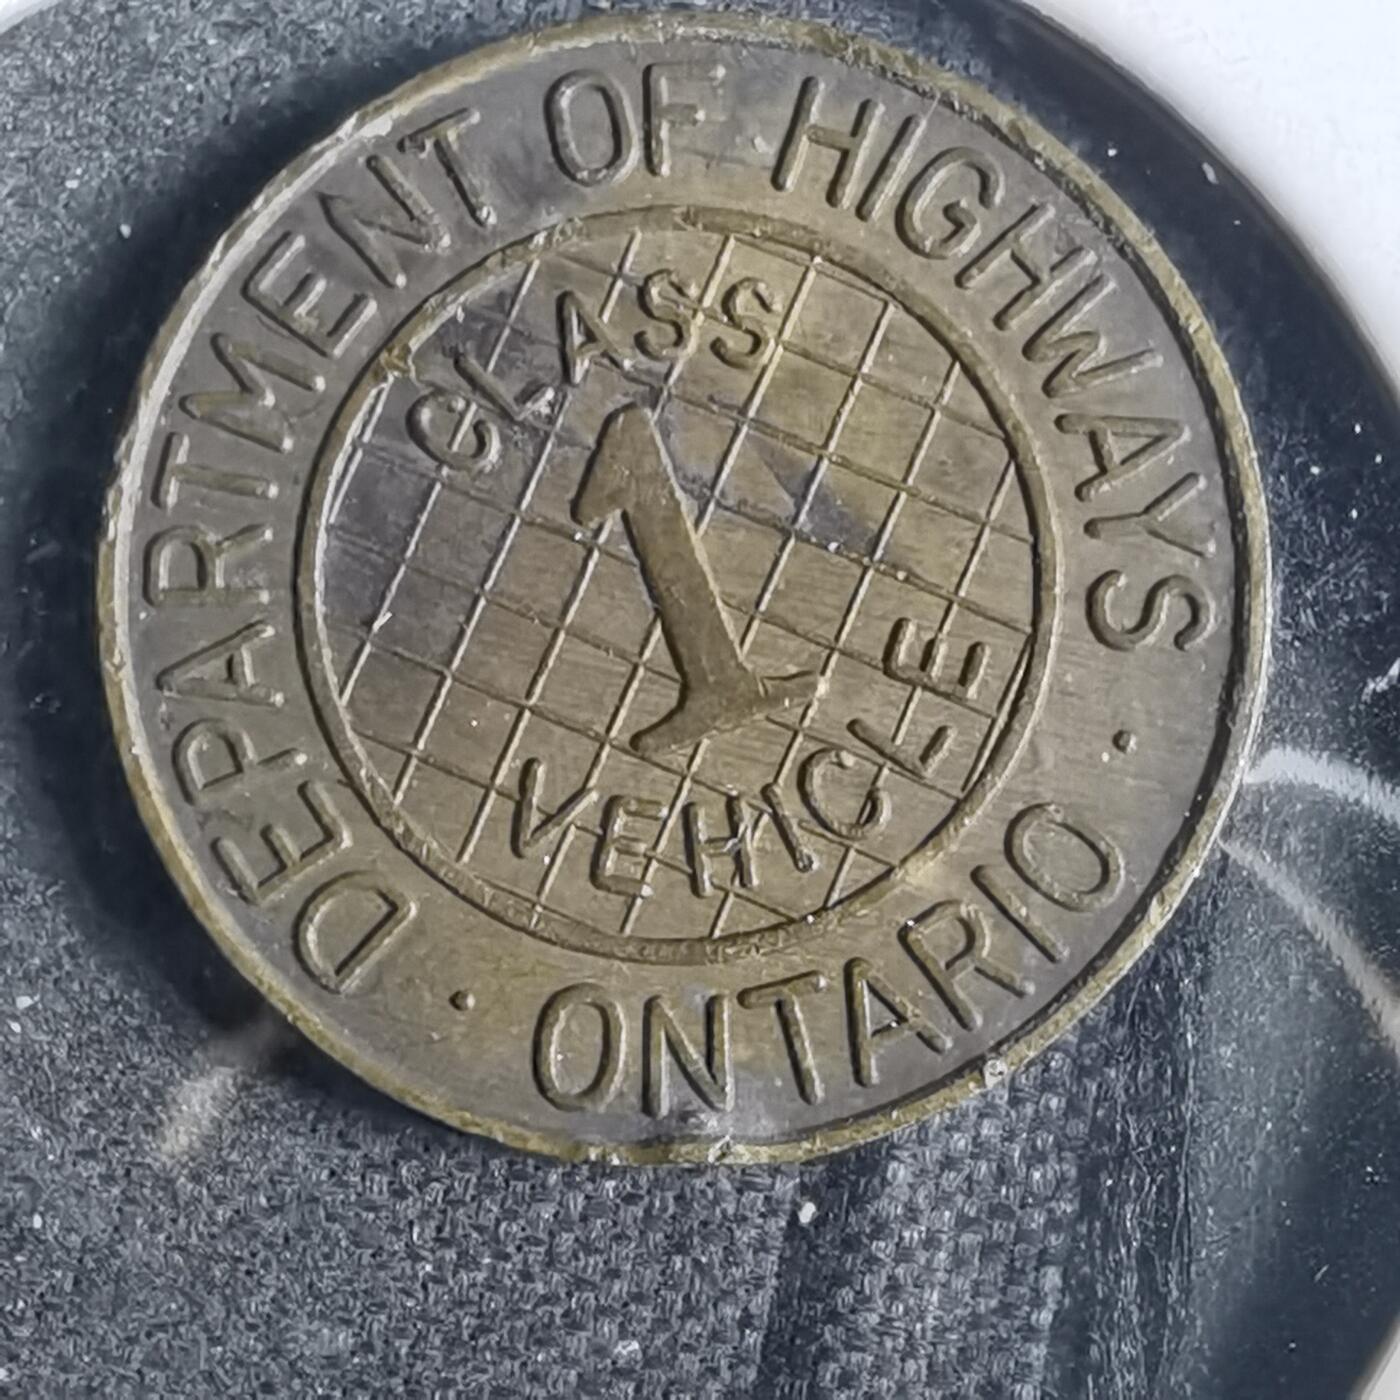 DEPARTMENT OF HIGHWAYS
· ONTARIO ·
CLASS
1
VEHICLE